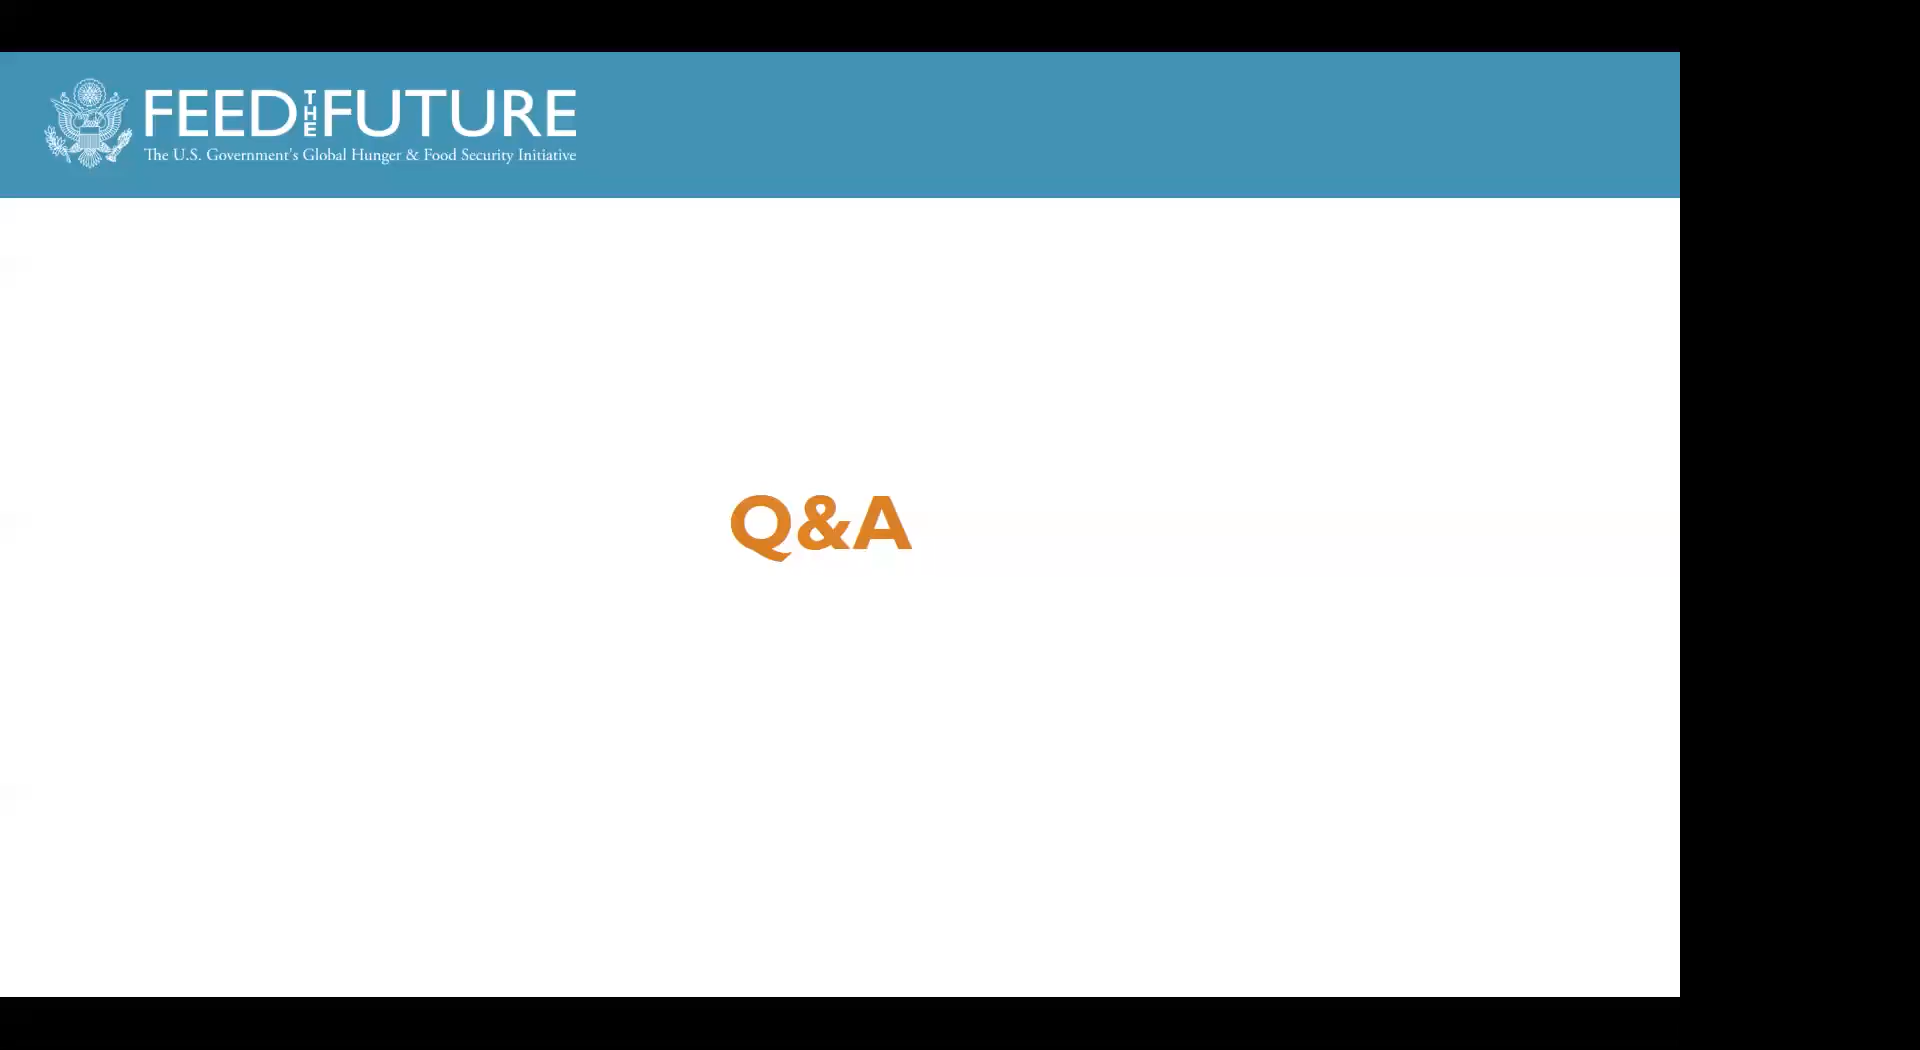 FEED THE FUTURE
The U.S. Government's Global Hunger & Food Security Initiative
Q&A